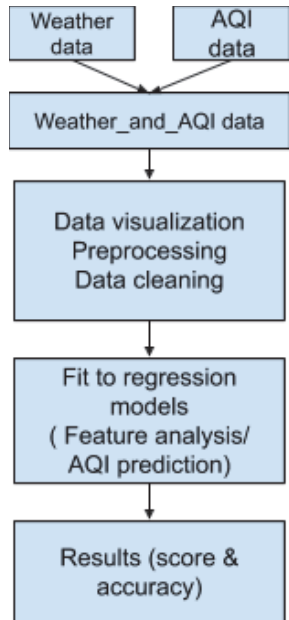 Weather
data
AQI
data
Weather_and_AQI data
Data visualization
Preprocessing
Data cleaning
Fit to regression
models
( Feature analysis/
AQI prediction)
Results (score &
accuracy)